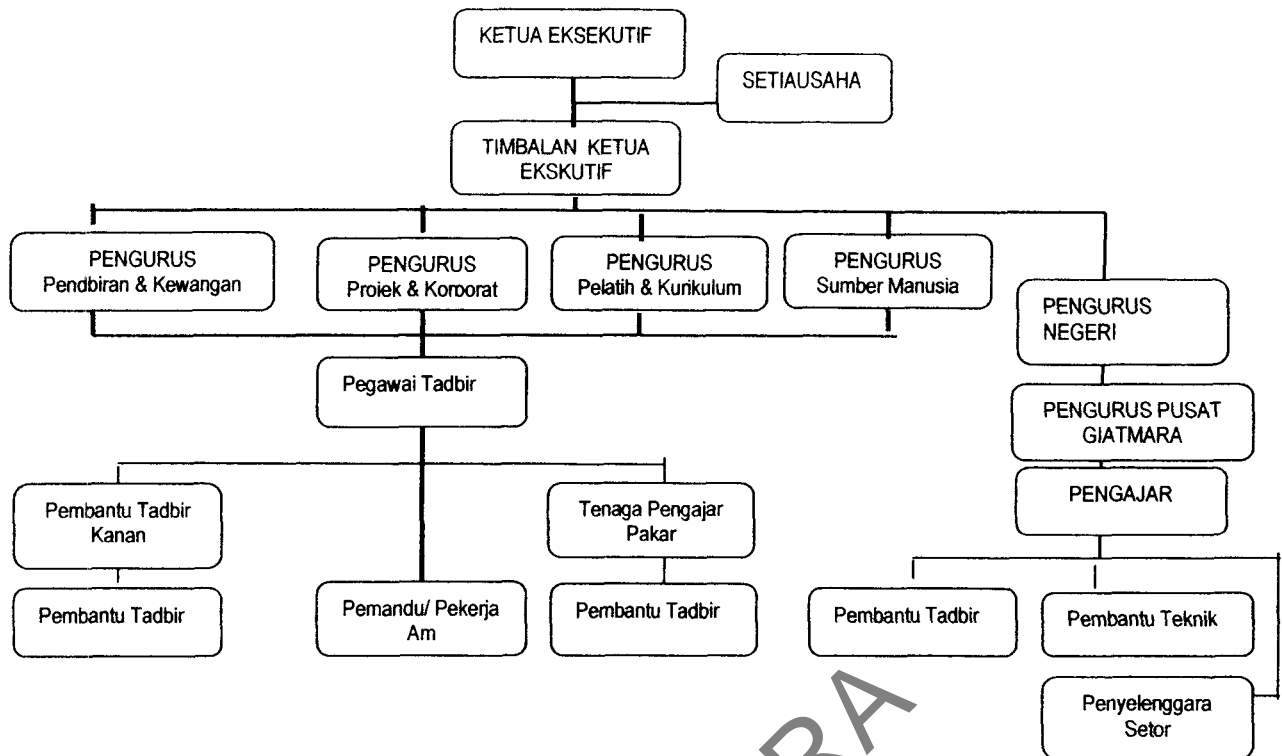 KETUA EKSEKUTIF
SETIAUSAHA
TIMBALAN KETUA
EKSKUTIF
PENGURUS
Pendbiran & Kewangan
PENGURUS
Projek & Korporat
PENGURUS
Pelatih & Kurikulum
PENGURUS
Sumber Manusia
PENGURUS
NEGERI
Pegawai Tadbir
PENGURUS PUSAT
GIATMARA
PENGAJAR
Pembantu Tadbir
Kanan
Tenaga Pengajar
Pakar
Pembantu Tadbir
Pemandu/ Pekerja
Am
Pembantu Tadbir
Pembantu Tadbir
Pembantu Teknik
Penyelenggara
Setor
RA